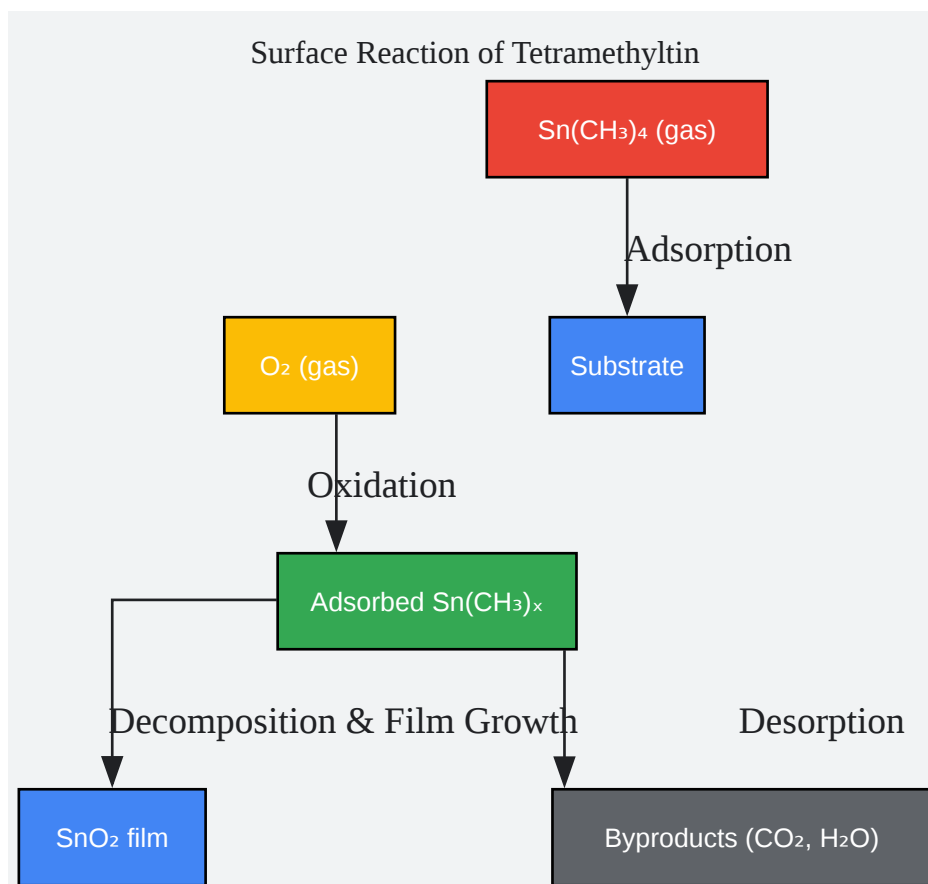 Surface Reaction of Tetramethyltin
Sn(CH₃)₄ (gas)
Adsorption
O₂ (gas)
Substrate
Oxidation
Adsorbed Sn(CH₃)ₓ
Decomposition & Film Growth
Desorption
SnO₂ film
Byproducts (CO₂, H₂O)